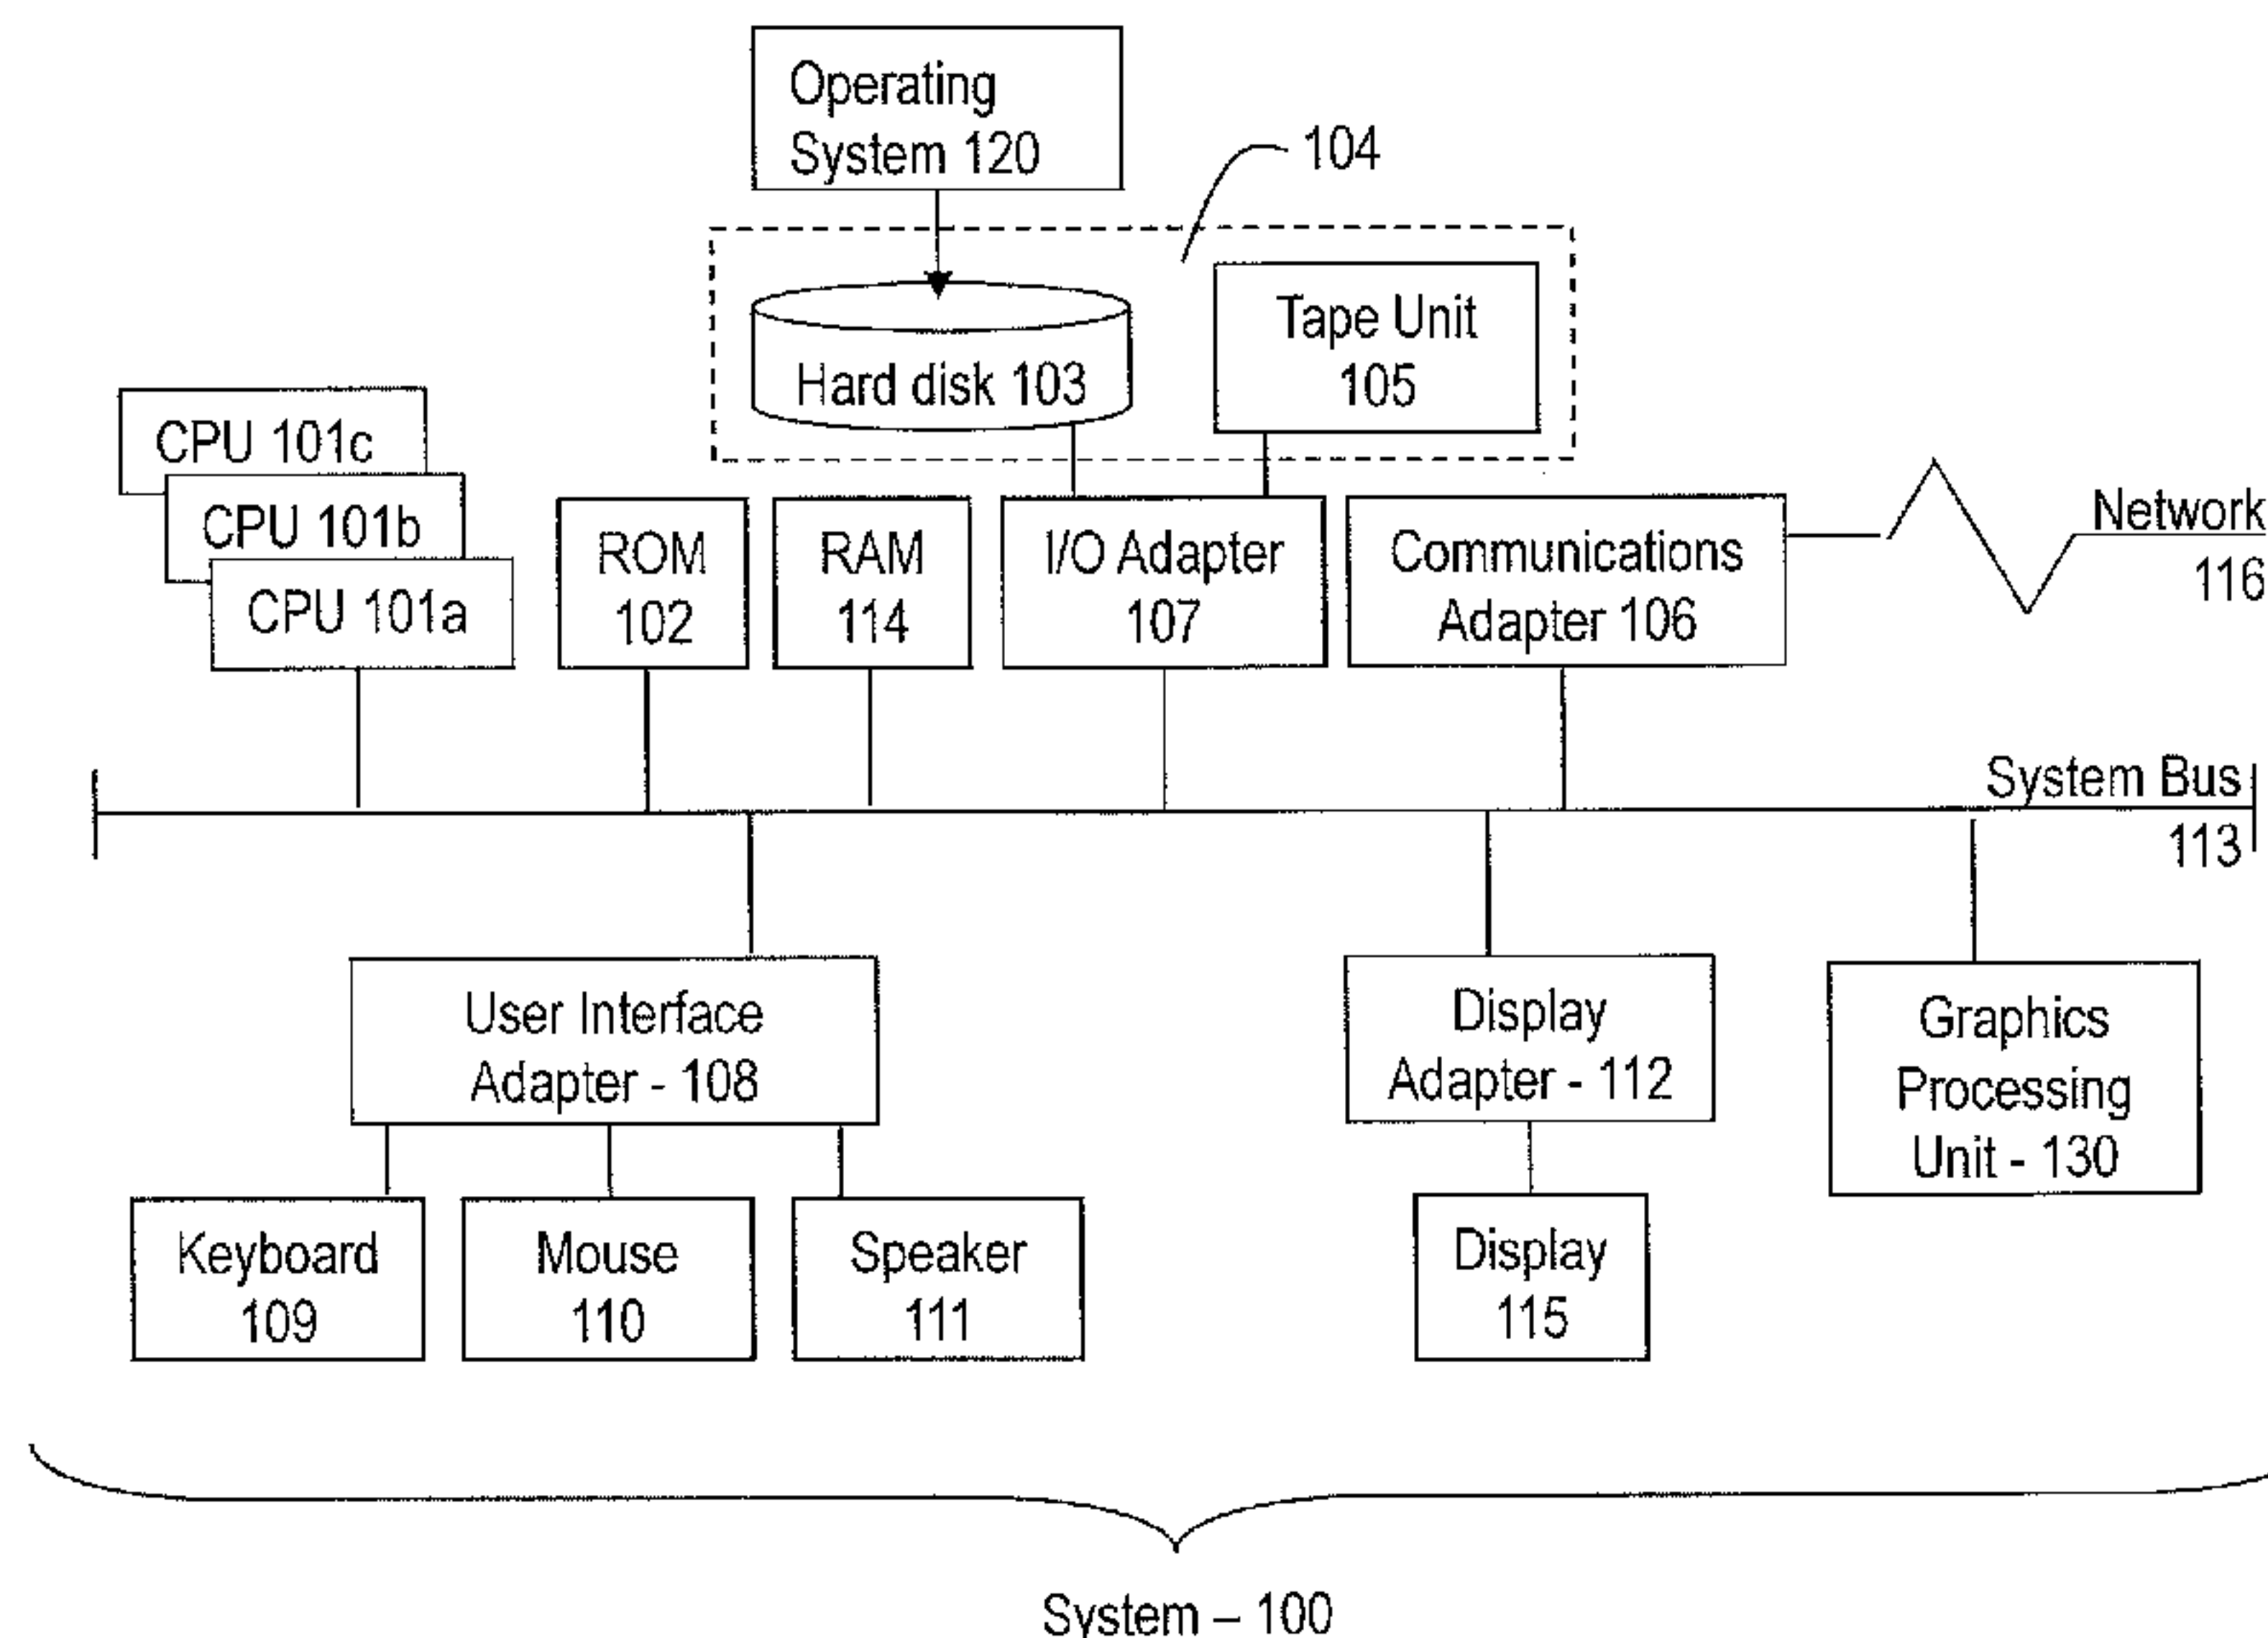 Operating
System 120
104
Hard disk 103
Tape Unit
105
CPU 101c
CPU 101b
CPU 101a
ROM
102
RAM
114
I/O Adapter
107
Communications
Adapter 106
Network
116
System Bus
113
User Interface
Adapter - 108
Display
Adapter - 112
Graphics
Processing
Unit - 130
Keyboard
109
Mouse
110
Speaker
111
Display
115
System – 100